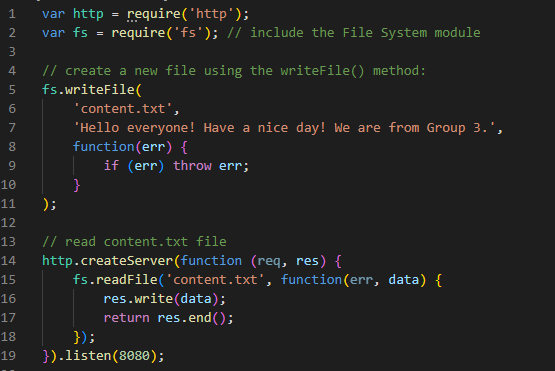 1 var http = require('http');
2 var fs = require('fs'); // include the File System module
3
4 // create a new file using the writeFile() method:
5 fs.writeFile(
6     'content.txt',
7     'Hello everyone! Have a nice day! We are from Group 3.',
8     function(err) {
9         if (err) throw err;
10     }
11 );
12
13 // read content.txt file
14 http.createServer(function (req, res) {
15     fs.readFile('content.txt', function(err, data) {
16         res.write(data);
17         return res.end();
18     });
19 }).listen(8080);